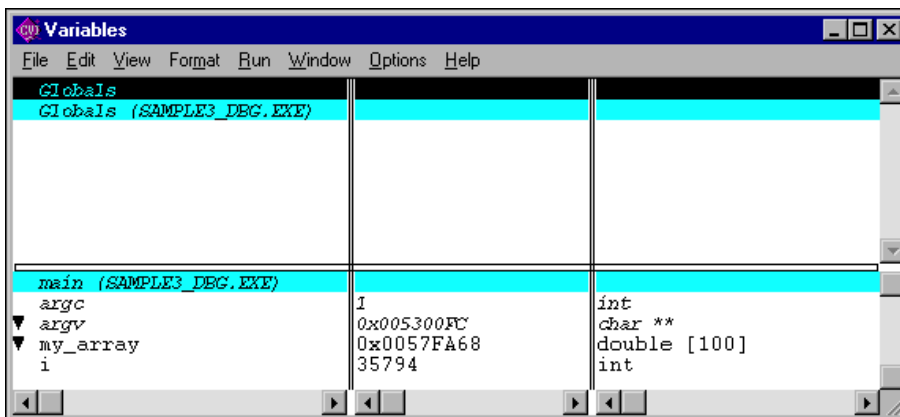 CVI Variables
File Edit View Format Run Window Options Help
Globals
Globals (SAMPLE3_DBG.EXE)
main (SAMPLE3_DBG.EXE)
argc 1 int
argv 0x005300FC char **
my_array 0x0057FA68 double [100]
i 35794 int